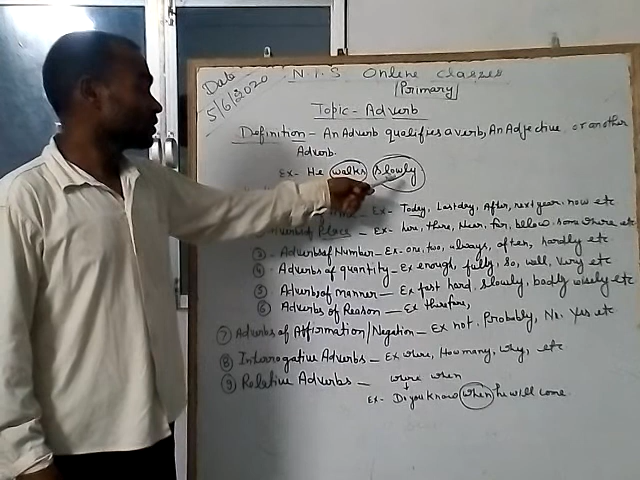 Date
5/6/2020
N.I.S Online classes
(Primary)
Topic - Adverb
Definition - An Adverb qualifies a verb, An Adjective or another
Adverb.
Ex- He walks slowly
Ex- Today, Last day, After, next year, now etc
Adverbs of Place - Ex- here, there, Near, far, below, some where etc
③ - Adverbs of Number - Ex- one, two, always, often, hardly etc
④ Adverbs of quantity - Ex enough, fully, so, well, very etc
⑤ Adverbs of manner - Ex fast hard, slowly, badly wisely etc
⑥ Adverbs of Reason - Ex therefore,
⑦ Adverbs of Affirmation/Negation - Ex not, Probably, No, Yes etc.
⑧ Interrogative Adverbs - Ex where, How many, why, etc
⑨ Relative Adverbs - where when
Ex- Do you know when he will come.